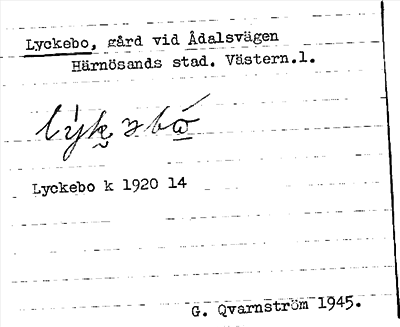 Lyckebo, gård vid Ådalsvägen
Härnösands stad. Västern.l.
Lyckebo k 1920 14
G. Qvarnström 1945.